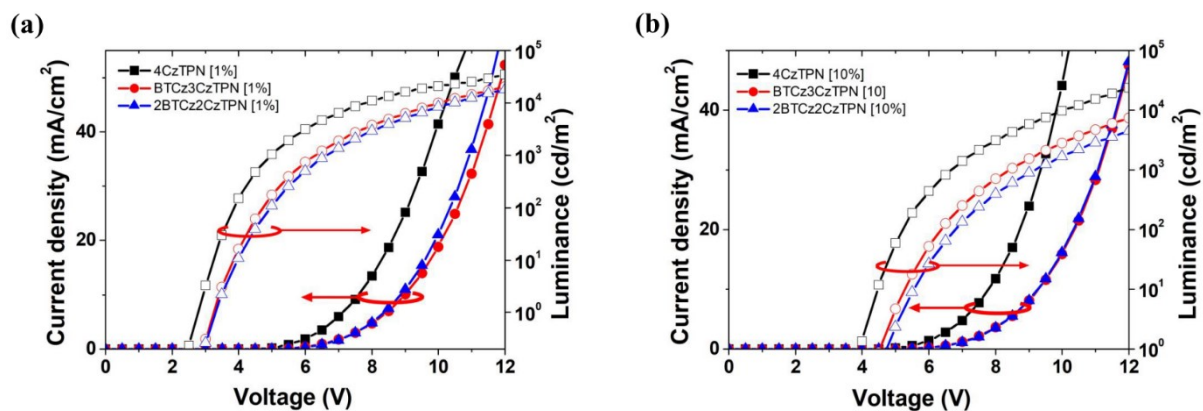 (a)
4CzTPN [1%]
BTCz3CzTPN [1%]
2BTCz2CzTPN [1%]
Current density (mA/cm²)
40
20
0
0 2 4 6 8 10 12
Voltage (V)
10⁵
10⁴
10³
10²
10¹
10⁰
Luminance (cd/m²)
(b)
4CzTPN [10%]
BTCz3CzTPN [10]
2BTCz2CzTPN [10%]
Current density (mA/cm²)
40
20
0
0 2 4 6 8 10 12
Voltage (V)
10⁵
10⁴
10³
10²
10¹
10⁰
Luminance (cd/m²)